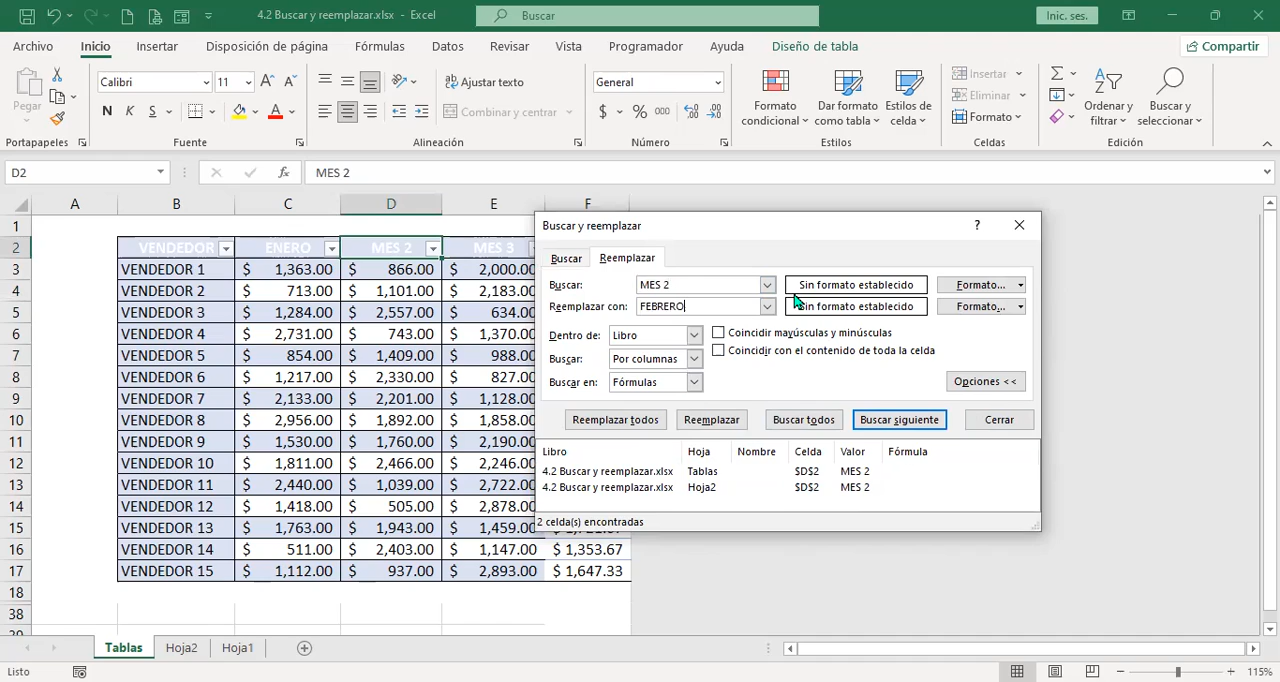 4.2 Buscar y reemplazar.xlsx - Excel
Buscar
Inic. ses.
Archivo Inicio Insertar Disposición de página Fórmulas Datos Revisar Vista Programador Ayuda Diseño de tabla Compartir
Pegar
Calibri 11
N K S
Ajustar texto
Combinar y centrar
General
$ % 000
Formato condicional
Dar formato como tabla
Estilos de celda
Insertar
Eliminar
Formato
Ordenar y filtrar
Buscar y seleccionar
Portapapeles Fuente Alineación Número Estilos Celdas Edición
D2 fx MES 2
A B C D E F
1
2 VENDEDOR ENERO MES 2 MES 3
3 VENDEDOR 1 $ 1,363.00 $ 866.00 $ 2,000.00
4 VENDEDOR 2 $ 713.00 $ 1,101.00 $ 2,183.00
5 VENDEDOR 3 $ 1,284.00 $ 2,557.00 $ 634.00
6 VENDEDOR 4 $ 2,731.00 $ 743.00 $ 1,370.00
7 VENDEDOR 5 $ 854.00 $ 1,409.00 $ 988.00
8 VENDEDOR 6 $ 1,217.00 $ 2,330.00 $ 827.00
9 VENDEDOR 7 $ 2,133.00 $ 2,201.00 $ 1,128.00
10 VENDEDOR 8 $ 2,956.00 $ 1,892.00 $ 1,858.00
11 VENDEDOR 9 $ 1,530.00 $ 1,760.00 $ 2,190.00
12 VENDEDOR 10 $ 1,811.00 $ 2,466.00 $ 2,246.00
13 VENDEDOR 11 $ 2,440.00 $ 1,039.00 $ 2,722.00
14 VENDEDOR 12 $ 1,418.00 $ 505.00 $ 2,878.00
15 VENDEDOR 13 $ 1,763.00 $ 1,943.00 $ 1,459.00
16 VENDEDOR 14 $ 511.00 $ 2,403.00 $ 1,147.00 $ 1,353.67
17 VENDEDOR 15 $ 1,112.00 $ 937.00 $ 2,893.00 $ 1,647.33
18
38
Buscar y reemplazar ?
Buscar Reemplazar
Buscar: MES 2 Sin formato establecido Formato...
Reemplazar con: FEBRERO Sin formato establecido Formato...
Dentro de: Libro Coincidir mayúsculas y minúsculas
Buscar: Por columnas Coincidir con el contenido de toda la celda
Buscar en: Fórmulas Opciones <<
Reemplazar todos Reemplazar Buscar todos Buscar siguiente Cerrar
Libro Hoja Nombre Celda Valor Fórmula
4.2 Buscar y reemplazar.xlsx Tablas $D$2 MES 2
4.2 Buscar y reemplazar.xlsx Hoja2 $D$2 MES 2
2 celda(s) encontradas
Tablas Hoja2 Hoja1
Listo 115%